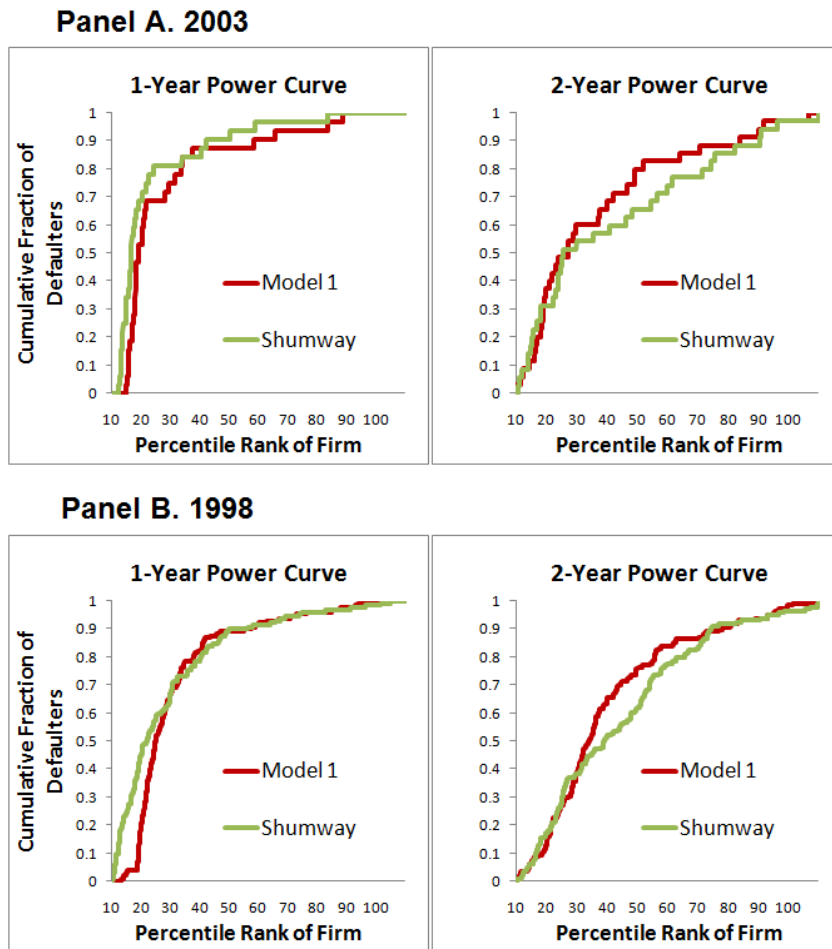 Panel A. 2003
1-Year Power Curve
Cumulative Fraction of
Defaulters
1
0.9
0.8
0.7
0.6
0.5
0.4
0.3
0.2
0.1
0
Model 1
Shumway
10 20 30 40 50 60 70 80 90 100
Percentile Rank of Firm
2-Year Power Curve
1
0.9
0.8
0.7
0.6
0.5
0.4
0.3
0.2
0.1
0
Model 1
Shumway
10 20 30 40 50 60 70 80 90 100
Percentile Rank of Firm
Panel B. 1998
1-Year Power Curve
Cumulative Fraction of
Defaulters
1
0.9
0.8
0.7
0.6
0.5
0.4
0.3
0.2
0.1
0
Model 1
Shumway
10 20 30 40 50 60 70 80 90 100
Percentile Rank of Firm
2-Year Power Curve
1
0.9
0.8
0.7
0.6
0.5
0.4
0.3
0.2
0.1
0
Model 1
Shumway
10 20 30 40 50 60 70 80 90 100
Percentile Rank of Firm